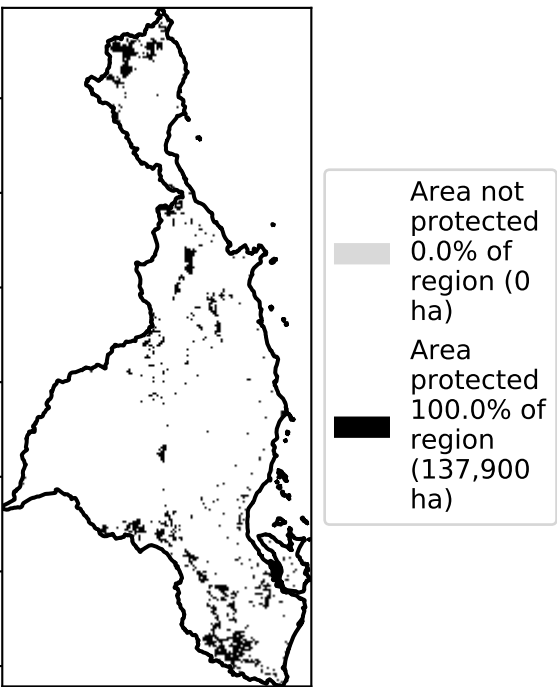 Area not
protected
0.0% of
region (0
ha)
Area
protected
100.0% of
region
(137,900
ha)